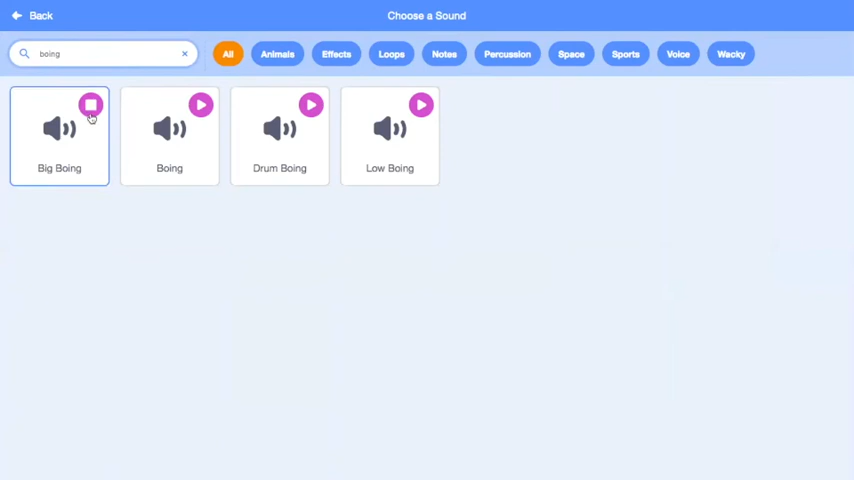 Back
Choose a Sound
boing
All
Animals
Effects
Loops
Notes
Percussion
Space
Sports
Voice
Wacky
Big Boing
Boing
Drum Boing
Low Boing